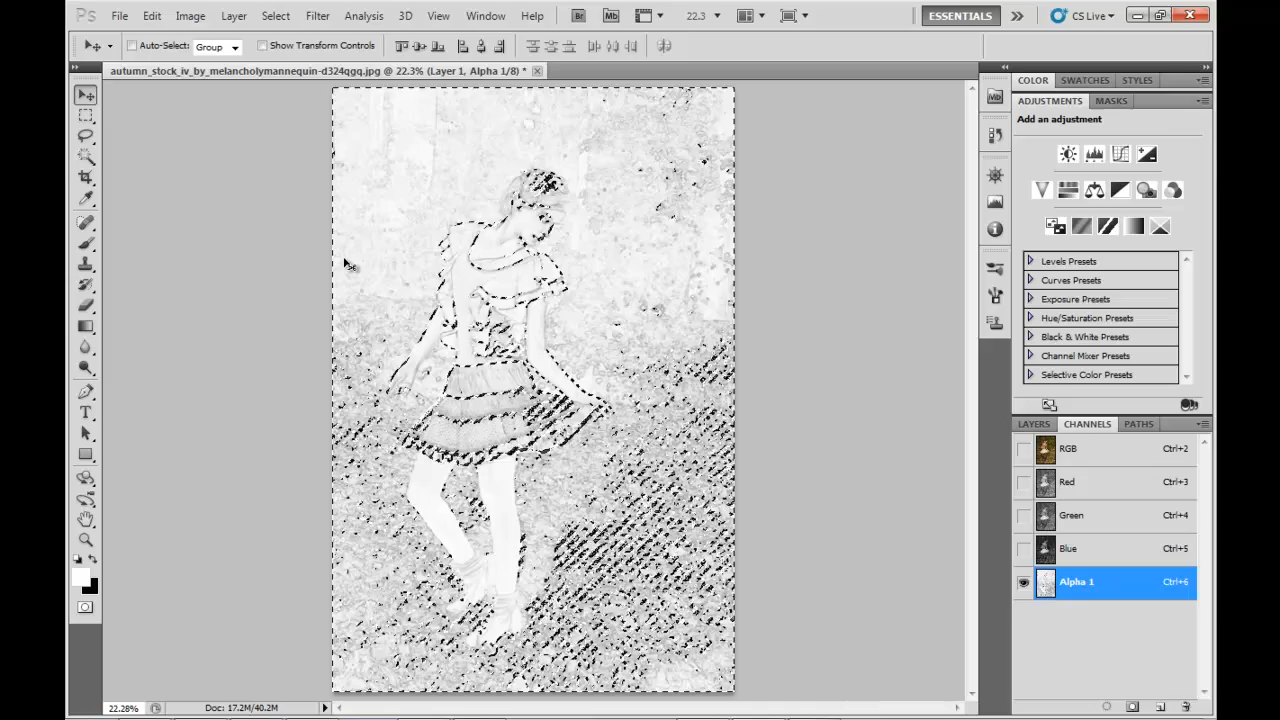 Ps File Edit Image Layer Select Filter Analysis 3D View Window Help Br Mb 22.3 ESSENTIALS CS Live
Auto-Select: Group Show Transform Controls
autumn_stock_iv_by_melancholymannequin-d324qgq.jpg @ 22.3% (Layer 1, Alpha 1/8) *
Mb
COLOR SWATCHES STYLES
ADJUSTMENTS MASKS
Add an adjustment
Levels Presets
Curves Presets
Exposure Presets
Hue/Saturation Presets
Black & White Presets
Channel Mixer Presets
Selective Color Presets
LAYERS CHANNELS PATHS
RGB Ctrl+2
Red Ctrl+3
Green Ctrl+4
Blue Ctrl+5
Alpha 1 Ctrl+6
T
22.28% Doc: 17.2M/40.2M